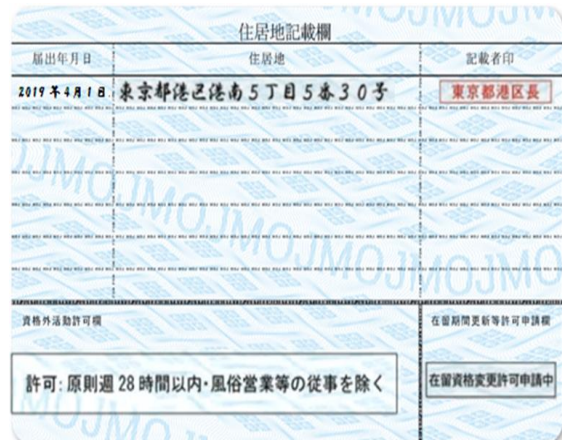 住居地記載欄
届出年月日 住居地 記載者印
2019年4月1日 東京都港区港南5丁目5番30号 東京都港区長
資格外活動許可欄 在留期間更新等許可申請欄
許可:原則週28時間以内・風俗営業等の従事を除く 在留資格変更許可申請中
MOJMOJMOJM
MOJMOJMOJMOJMOJ
MOJMOJ